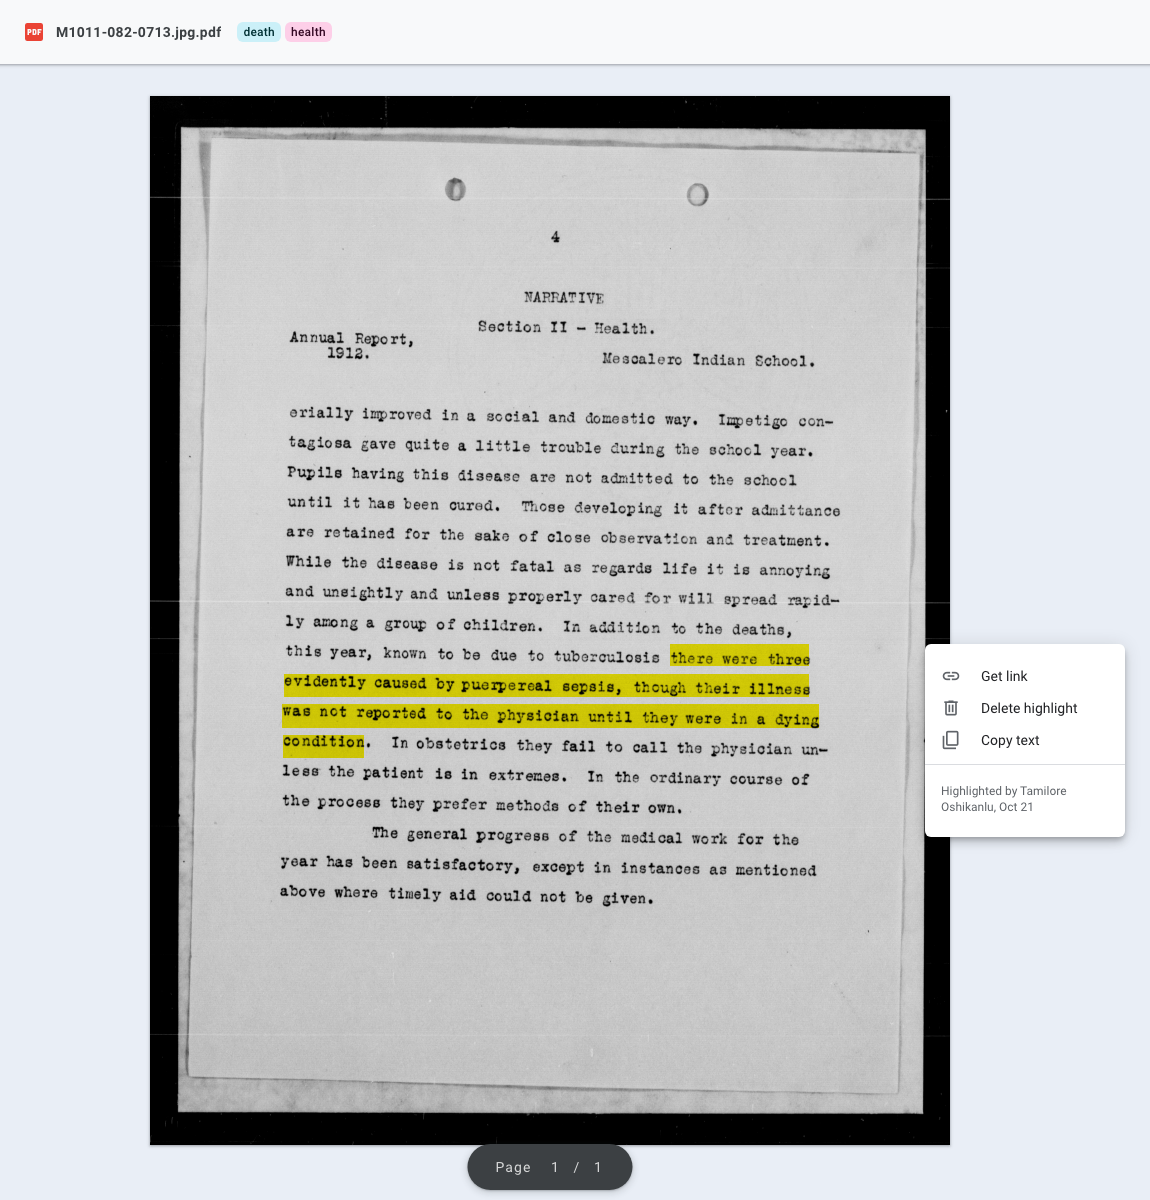 PDF M1011-082-0713.jpg.pdf death health
4
NARRATIVE
Section II - Health.
Annual Report,
1912.
Mescalero Indian School.
erially improved in a social and domestic way. Impetigo con-
tagiosa gave quite a little trouble during the school year.
Pupils having this disease are not admitted to the school
until it has been cured. Those developing it after admittance
are retained for the sake of close observation and treatment.
While the disease is not fatal as regards life it is annoying
and unsightly and unless properly cared for will spread rapid-
ly among a group of children. In addition to the deaths,
this year, known to be due to tuberculosis there were three
evidently caused by puerpereal sepsis, though their illness
was not reported to the physician until they were in a dying
condition. In obstetrics they fail to call the physician un-
less the patient is in extremes. In the ordinary course of
the process they prefer methods of their own.
The general progress of the medical work for the
year has been satisfactory, except in instances as mentioned
above where timely aid could not be given.
Get link
Delete highlight
Copy text
Highlighted by Tamilore
Oshikanlu, Oct 21
Page 1 / 1